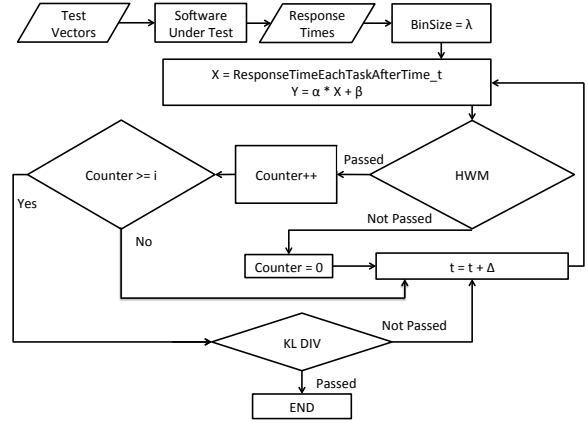 Test
Vectors
Software
Under Test
Response
Times
BinSize = λ
X = ResponseTimeEachTaskAfterTime_t
Y = α * X + β
HWM
Passed
Counter++
Counter >= i
Yes
No
Not Passed
Counter = 0
t = t + Δ
KL DIV
Not Passed
Passed
END